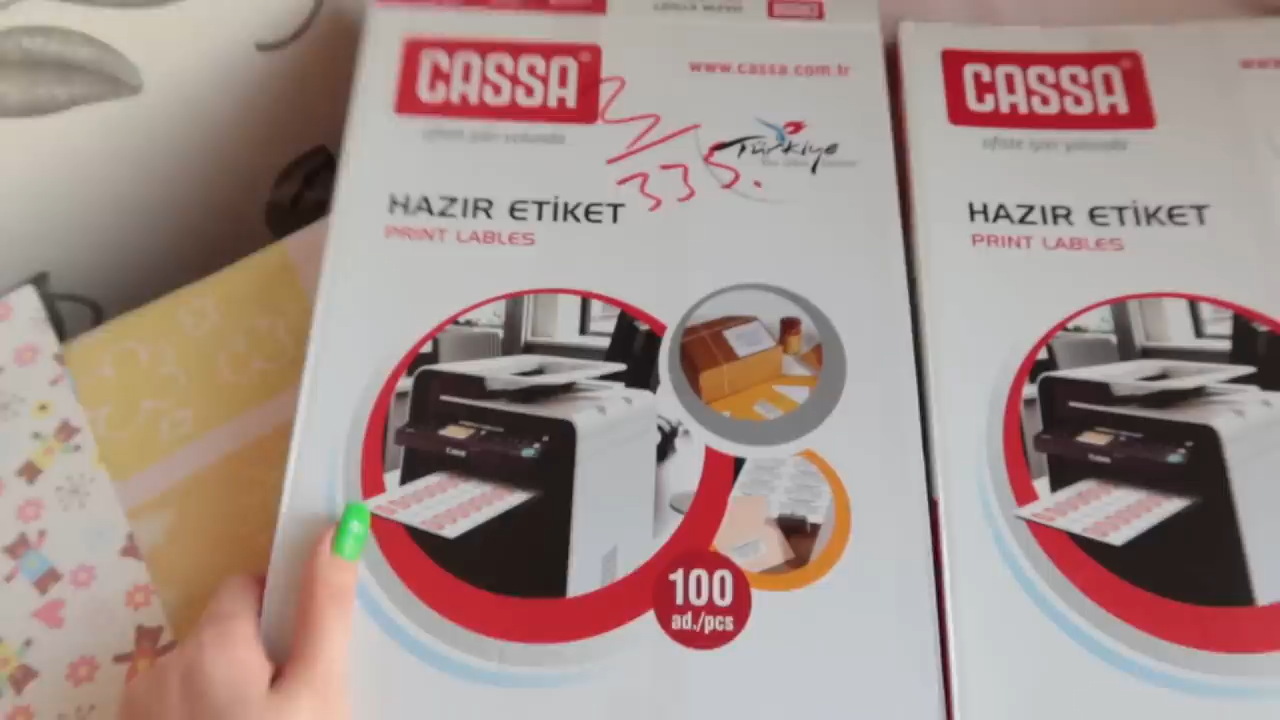 CASSA
www.cassa.com.tr
335.
Türkiye
HAZIR ETİKET
PRINT LABLES
100
ad./pcs
CASSA
HAZIR ETİKET
PRINT LABLES